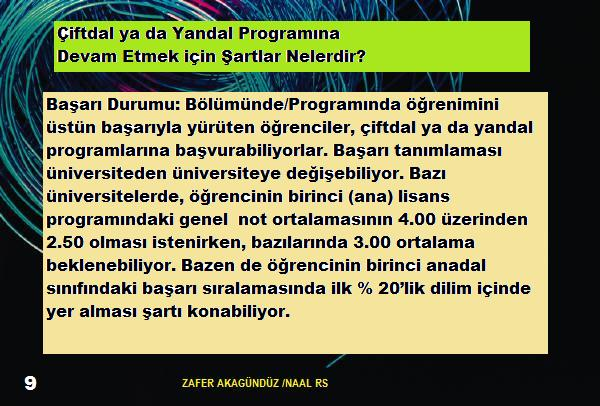 Çiftdal ya da Yandal Programına
Devam Etmek için Şartlar Nelerdir?
Başarı Durumu: Bölümünde/Programında öğrenimini
üstün başarıyla yürüten öğrenciler, çiftdal ya da yandal
programlarına başvurabiliyorlar. Başarı tanımlaması
üniversiteden üniversiteye değişebiliyor. Bazı
üniversitelerde, öğrencinin birinci (ana) lisans
programındaki genel  not ortalamasının 4.00 üzerinden
2.50 olması istenirken, bazılarında 3.00 ortalama
beklenebiliyor. Bazen de öğrencinin birinci anadal
sınıfındaki başarı sıralamasında ilk % 20’lik dilim içinde
yer alması şartı konabiliyor.
9
ZAFER AKAGÜNDÜZ /NAAL RS